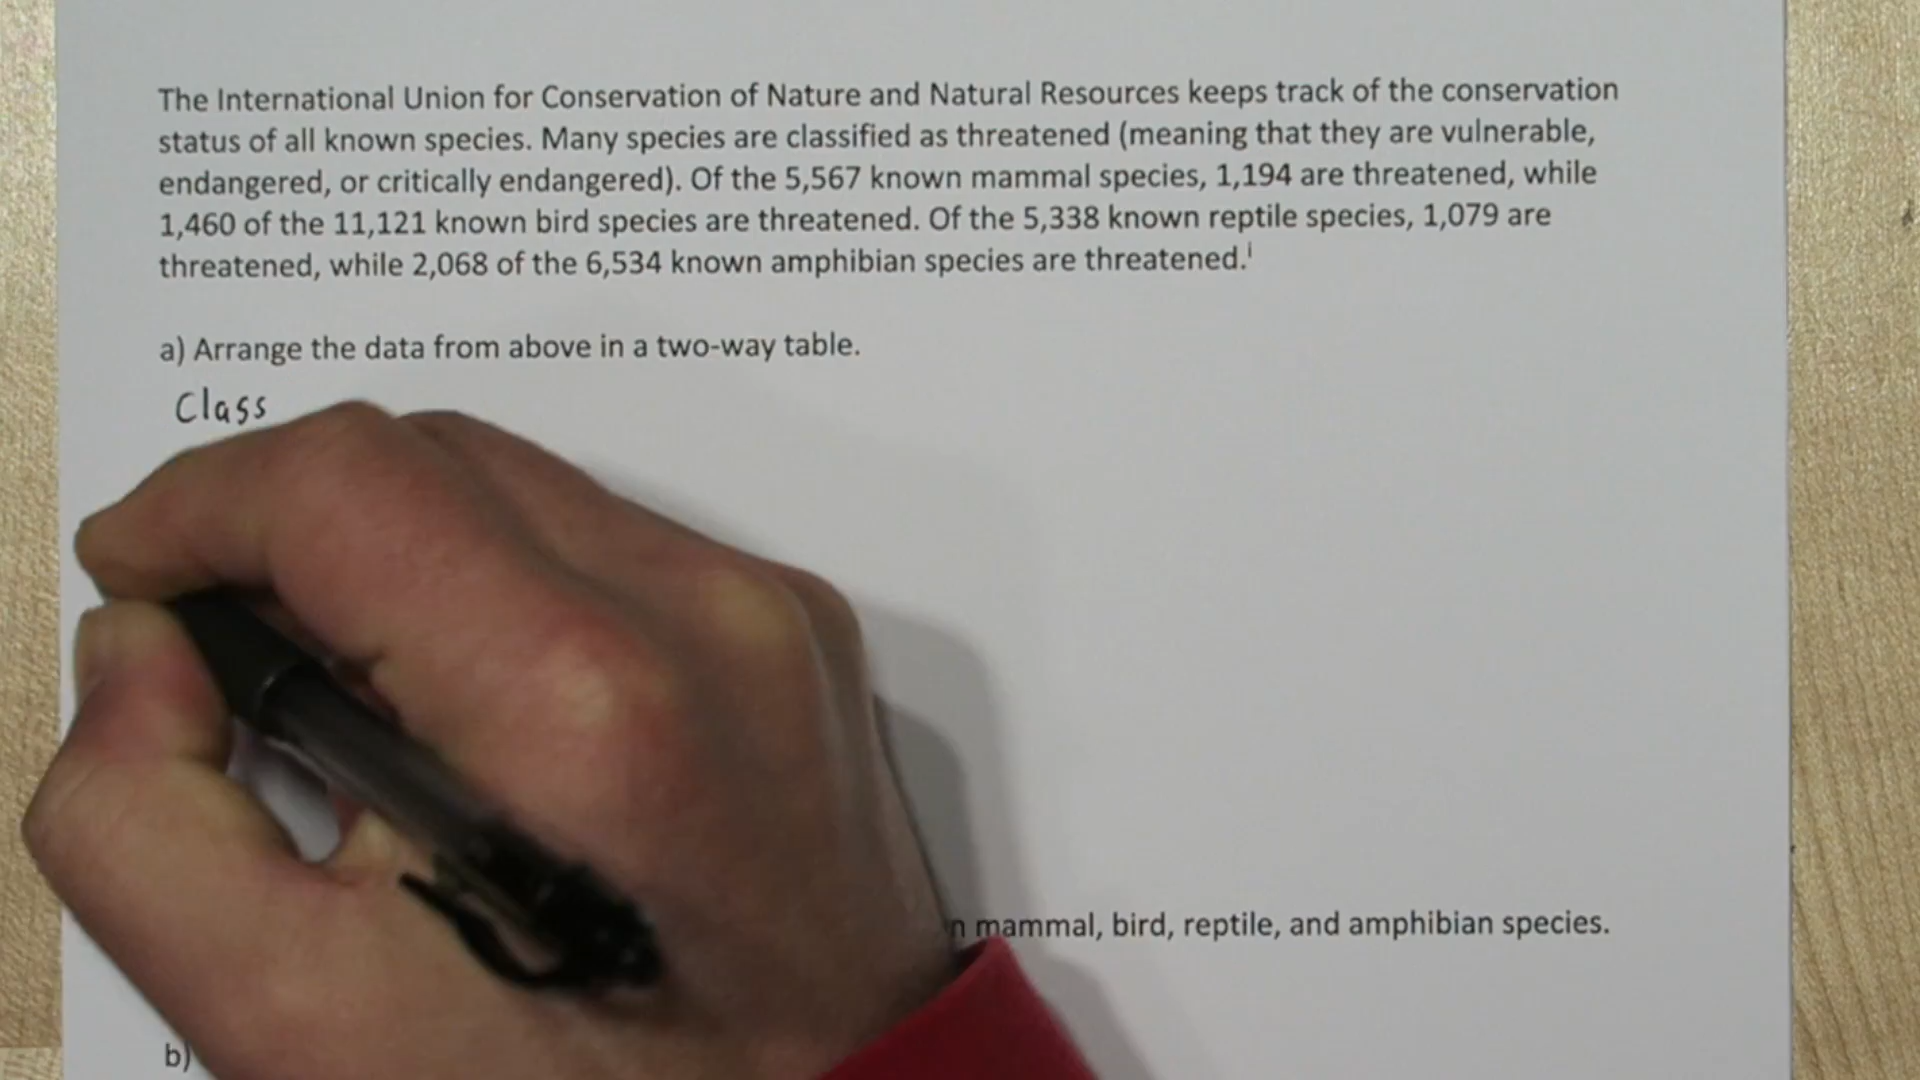 The International Union for Conservation of Nature and Natural Resources keeps track of the conservation
status of all known species. Many species are classified as threatened (meaning that they are vulnerable,
endangered, or critically endangered). Of the 5,567 known mammal species, 1,194 are threatened, while
1,460 of the 11,121 known bird species are threatened. Of the 5,338 known reptile species, 1,079 are
threatened, while 2,068 of the 6,534 known amphibian species are threatened.i
a) Arrange the data from above in a two-way table.
Class
mammal, bird, reptile, and amphibian species.
b)